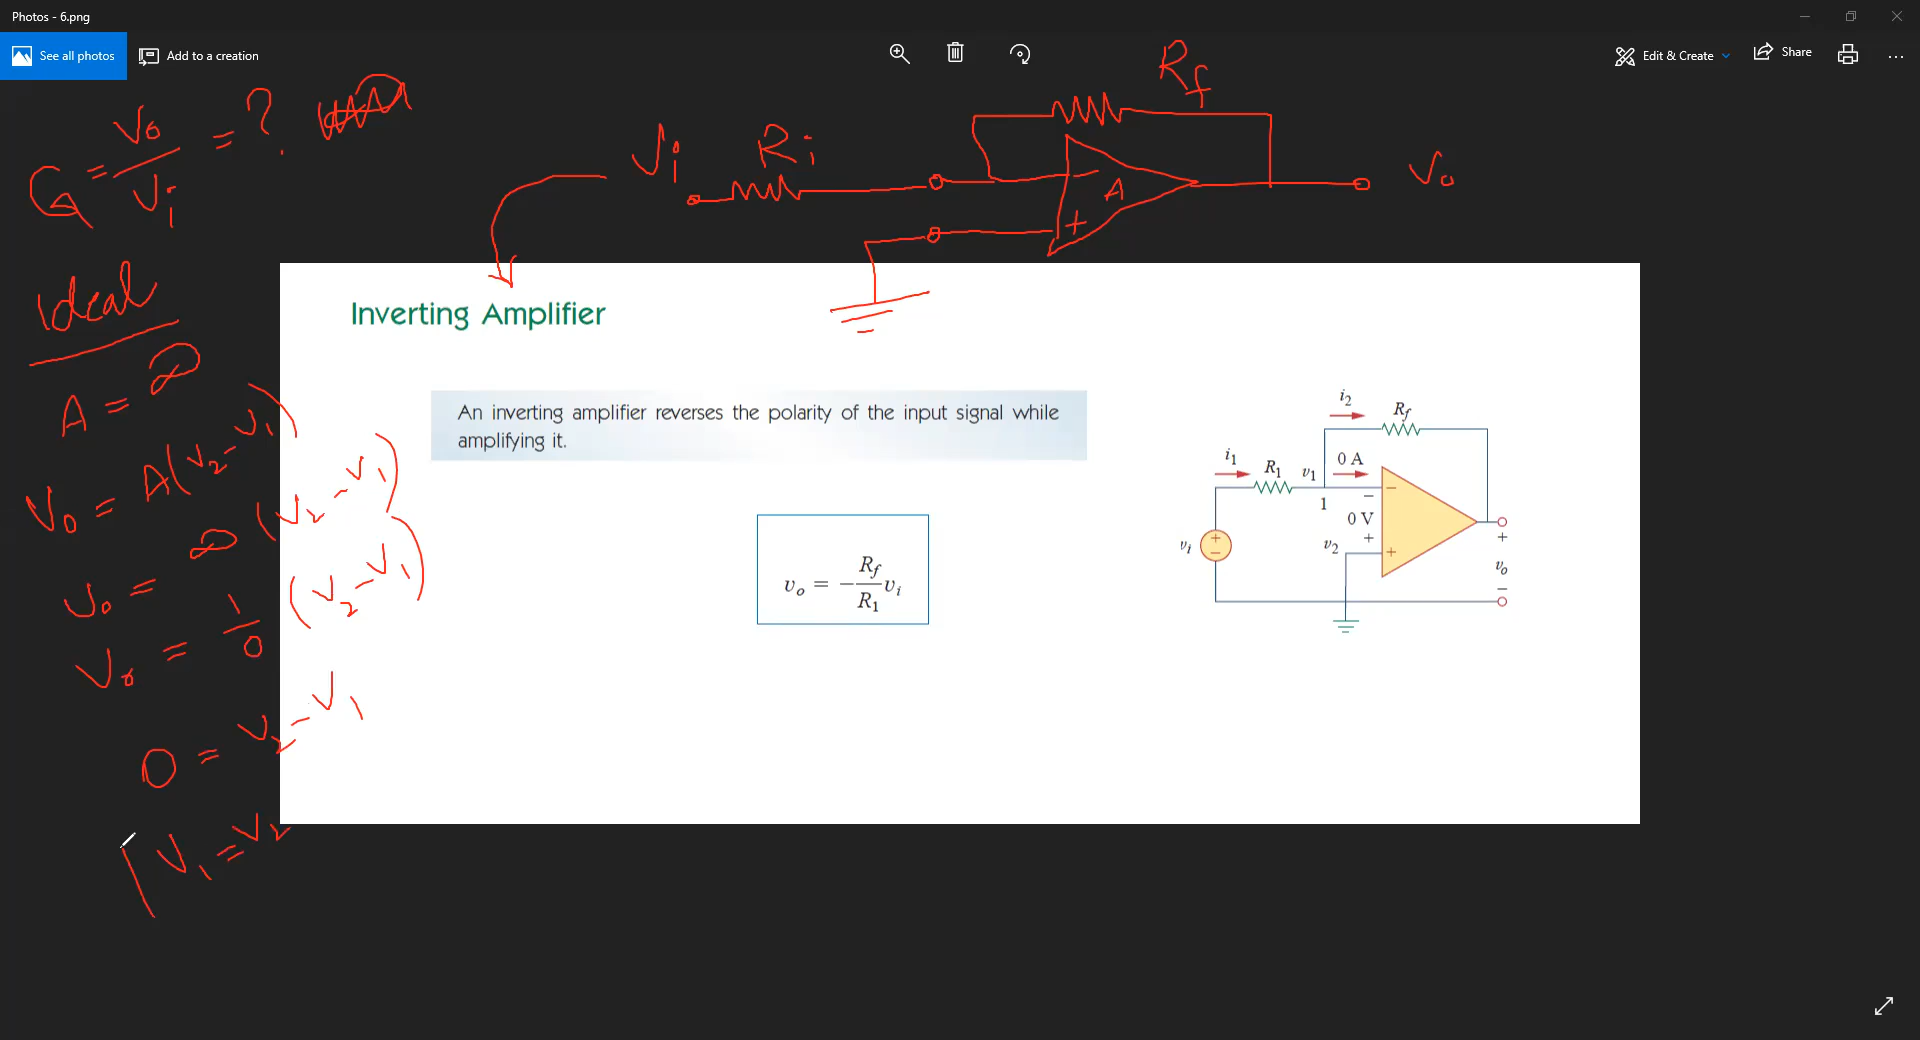 Photos - 6.png
See all photos
Add to a creation
Edit & Create
Share
G = Vo / Vi = ?
Vi
Ri
Rf
A
−
+
Vo
ideal
A = ∞
Vo = A(V2 − V1)
Vo = ∞ (V2 − V1)
Vo = 1/0 (V2 − V1)
0 = V2 − V1
V1 = V2
Inverting Amplifier
An inverting amplifier reverses the polarity of the input signal while
amplifying it.
vo = −(Rf/R1) vi
i2
Rf
i1
R1
v1
0 A
1
−
−
0 V
+
v2
+
vi
+
−
+
vo
−